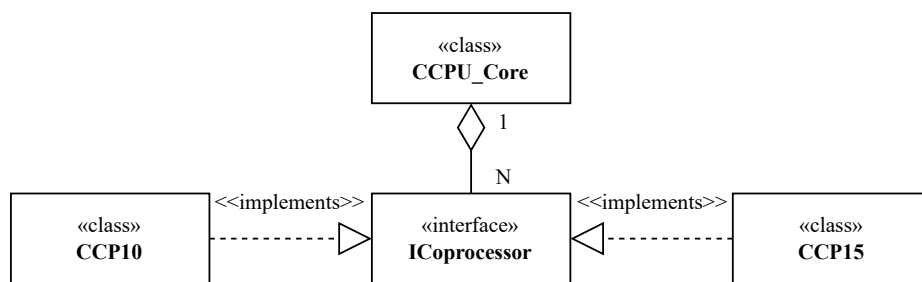 «class»
CCPU_Core
1
N
<<implements>>
<<implements>>
«class»
CCP10
«interface»
ICoprocessor
«class»
CCP15